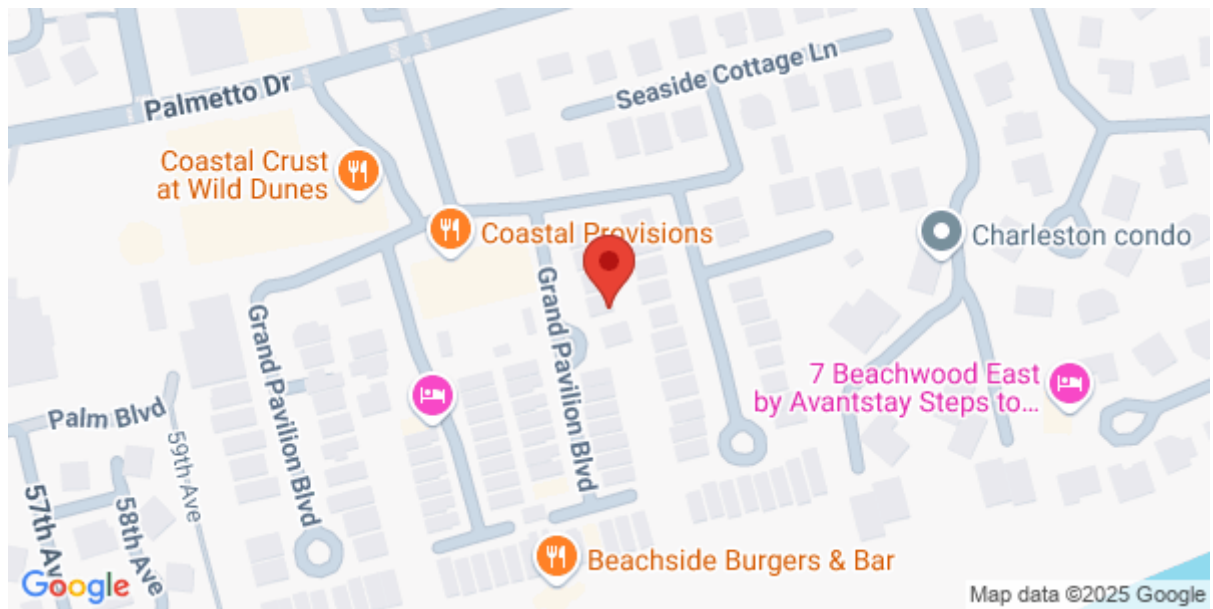 Seaside Cottage Ln
Palmetto Dr
Coastal Crust
at Wild Dunes
Coastal Provisions
Charleston condo
Grand Pavilion Blvd
Grand Pavilion Blvd
7 Beachwood East
by Avantstay Steps to...
Palm Blvd
59th Ave
57th Av
58th Ave
Beachside Burgers & Bar
Google
Map data ©2025 Google